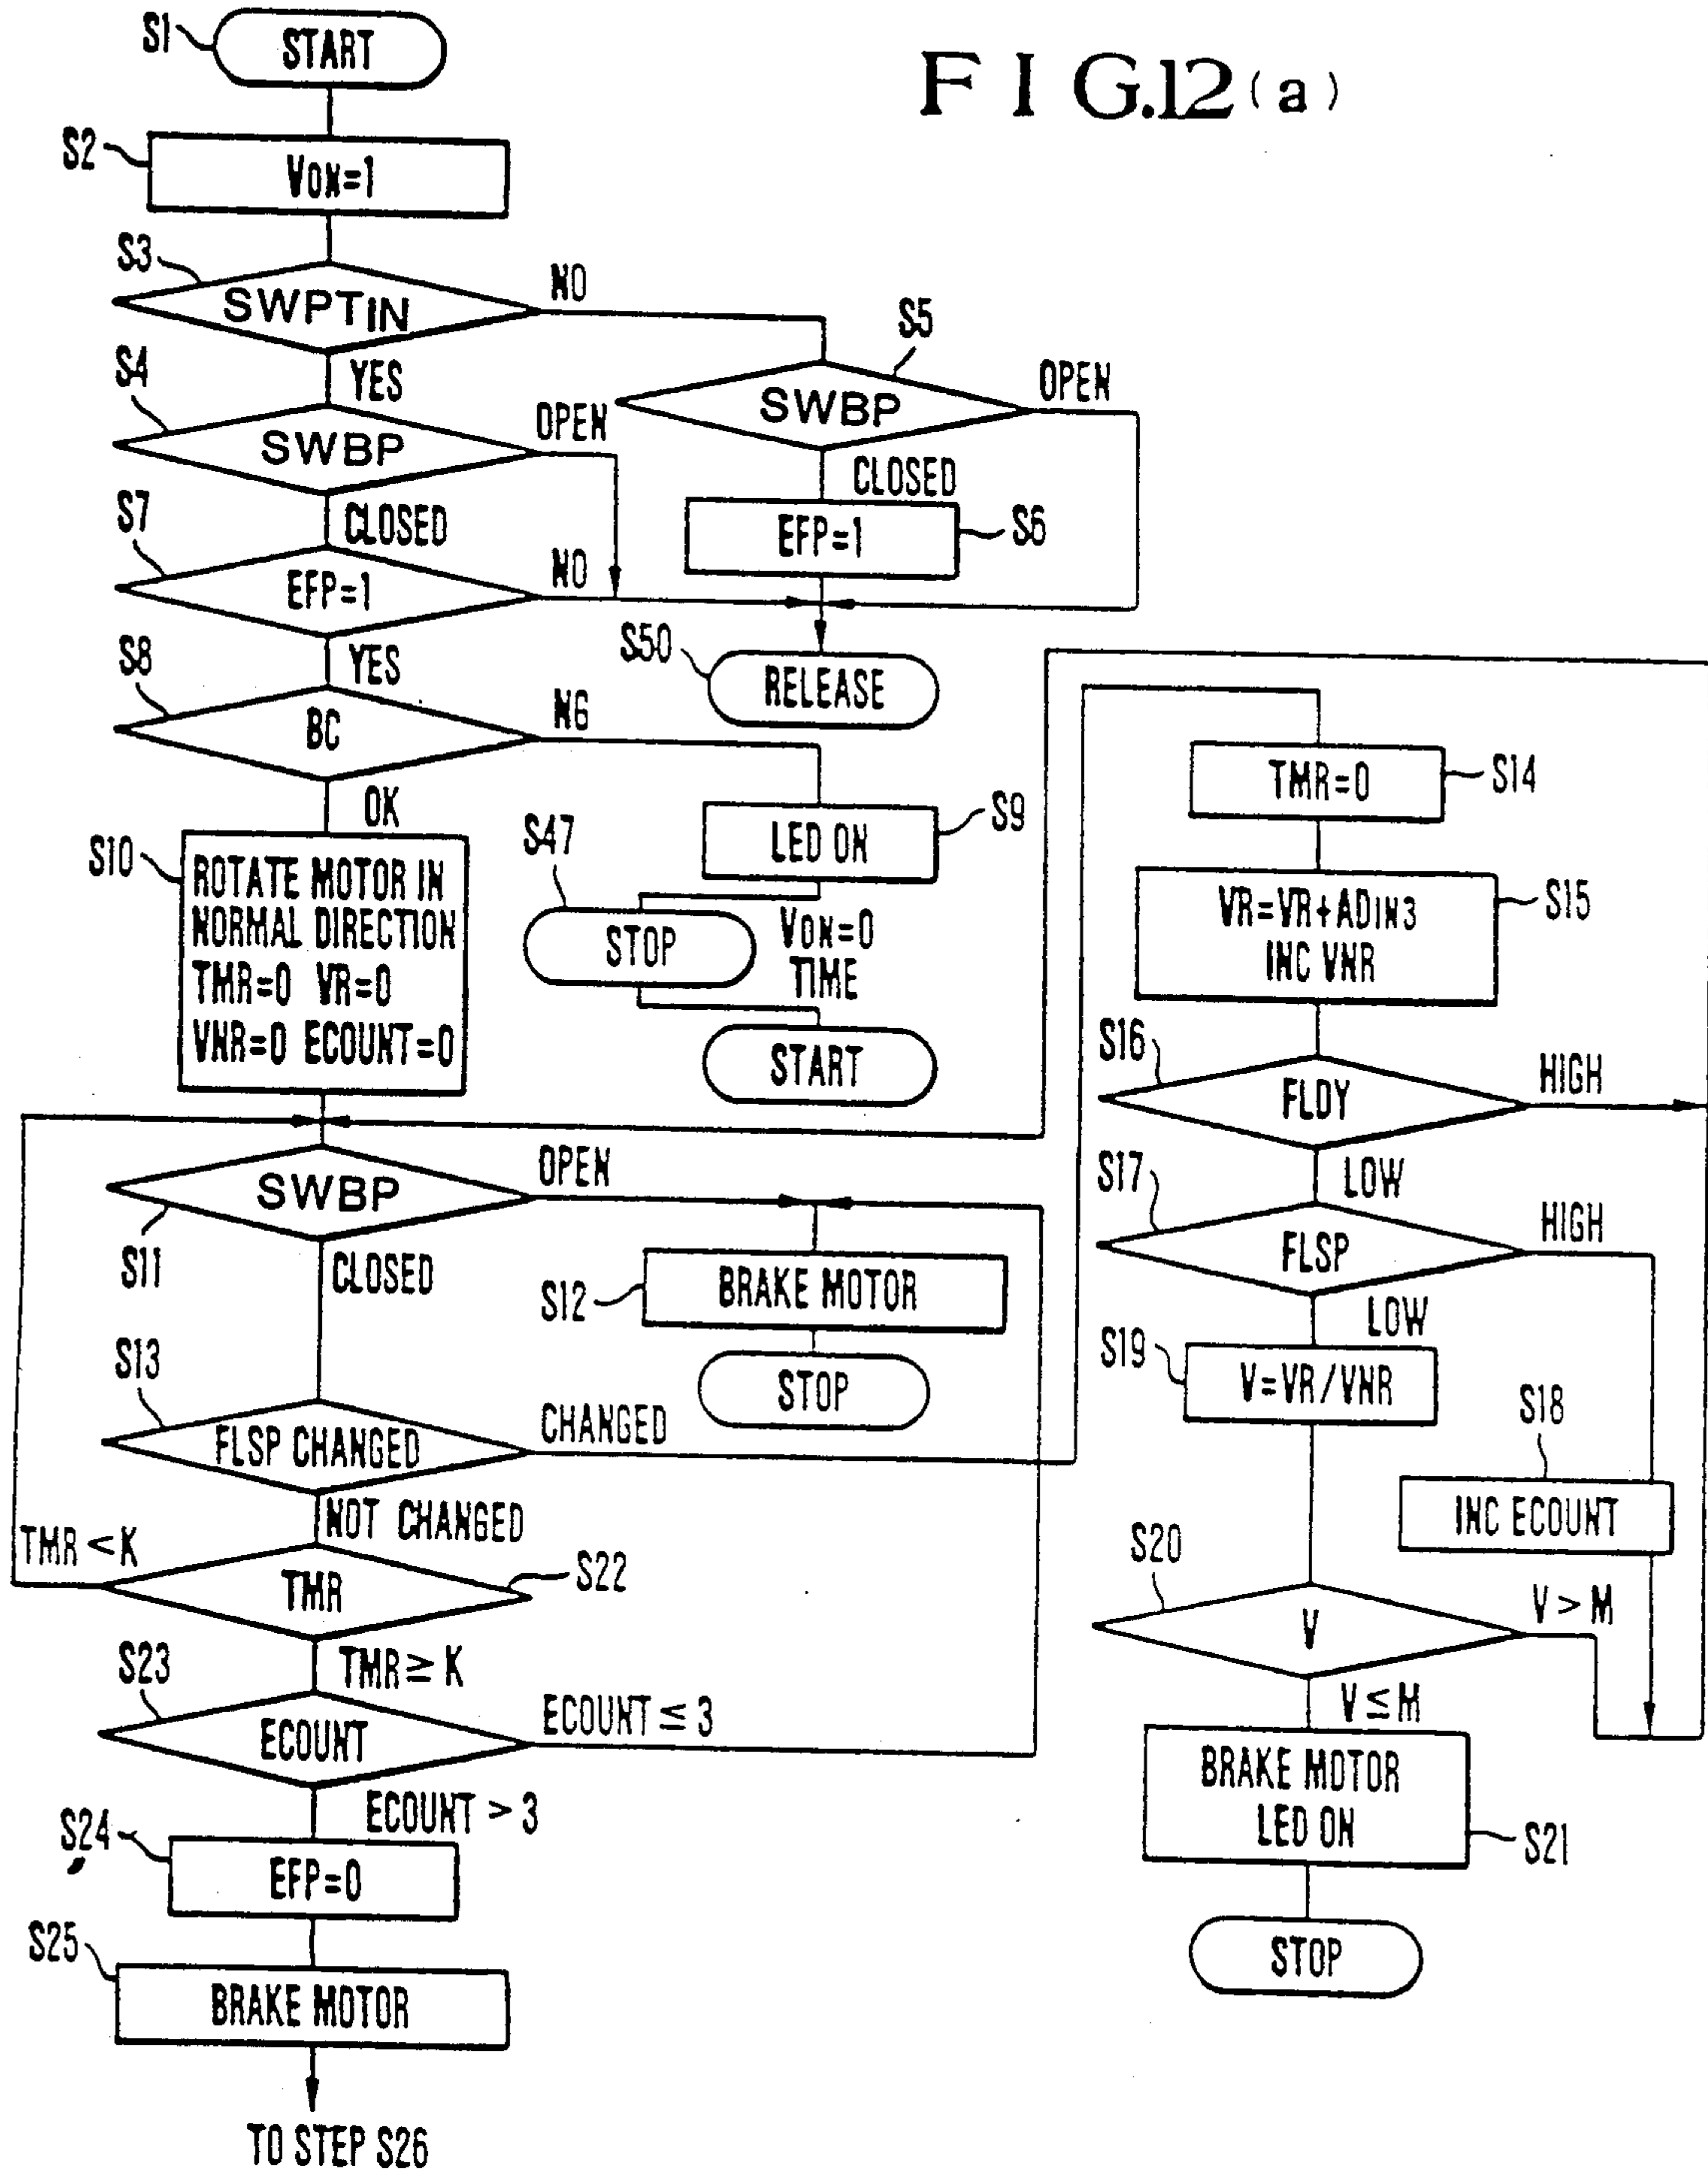 FIG.12(a)
S1
START
S2
VON=1
S3
SWPTIN
NO
YES
S4
SWBP
OPEN
CLOSED
S5
SWBP
OPEN
CLOSED
EFP=1
S6
S7
EFP=1
NO
YES
S50
RELEASE
S8
BC
NG
OK
LED ON
S9
S47
STOP
VON=0
TIME
START
S10
ROTATE MOTOR IN
NORMAL DIRECTION
TMR=0 VR=0
VNR=0 ECOUNT=0
SWBP
OPEN
S11
CLOSED
S12
BRAKE MOTOR
STOP
S13
FLSP CHANGED
CHANGED
NOT CHANGED
TMR<K
TMR
S22
TMR≥K
S23
ECOUNT
ECOUNT≤3
ECOUNT>3
S24
EFP=0
S25
BRAKE MOTOR
TO STEP S26
TMR=0
S14
VR=VR+ADIN3
INC VNR
S15
S16
FLDY
HIGH
LOW
S17
FLSP
HIGH
LOW
S19
V=VR/VNR
S18
INC ECOUNT
S20
V
V>M
V≤M
BRAKE MOTOR
LED ON
S21
STOP